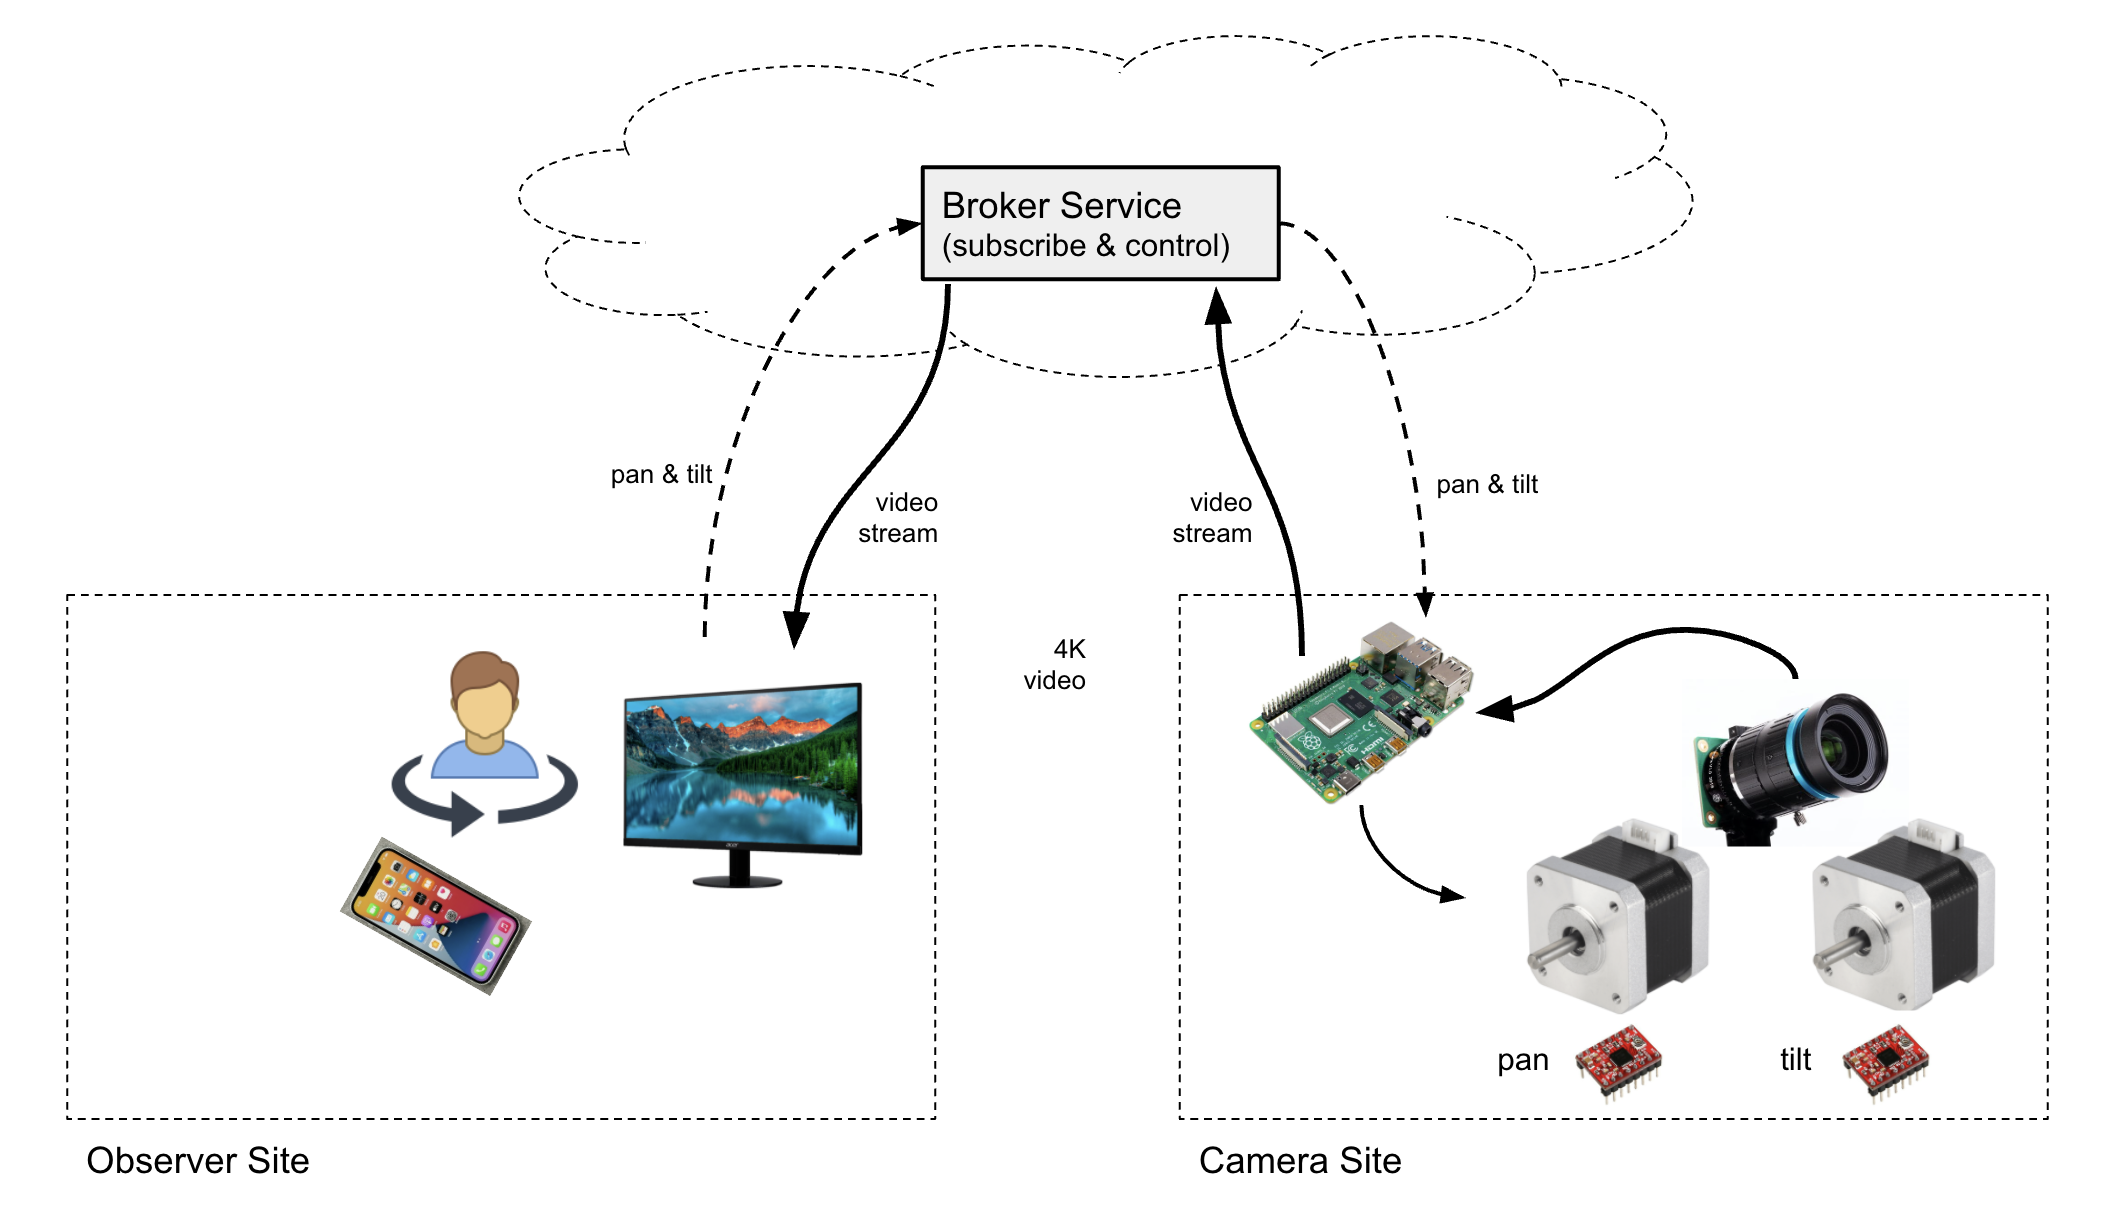 Broker Service
(subscribe & control)
pan & tilt
video
stream
video
stream
pan & tilt
4K
video
acer
pan
tilt
Observer Site
Camera Site